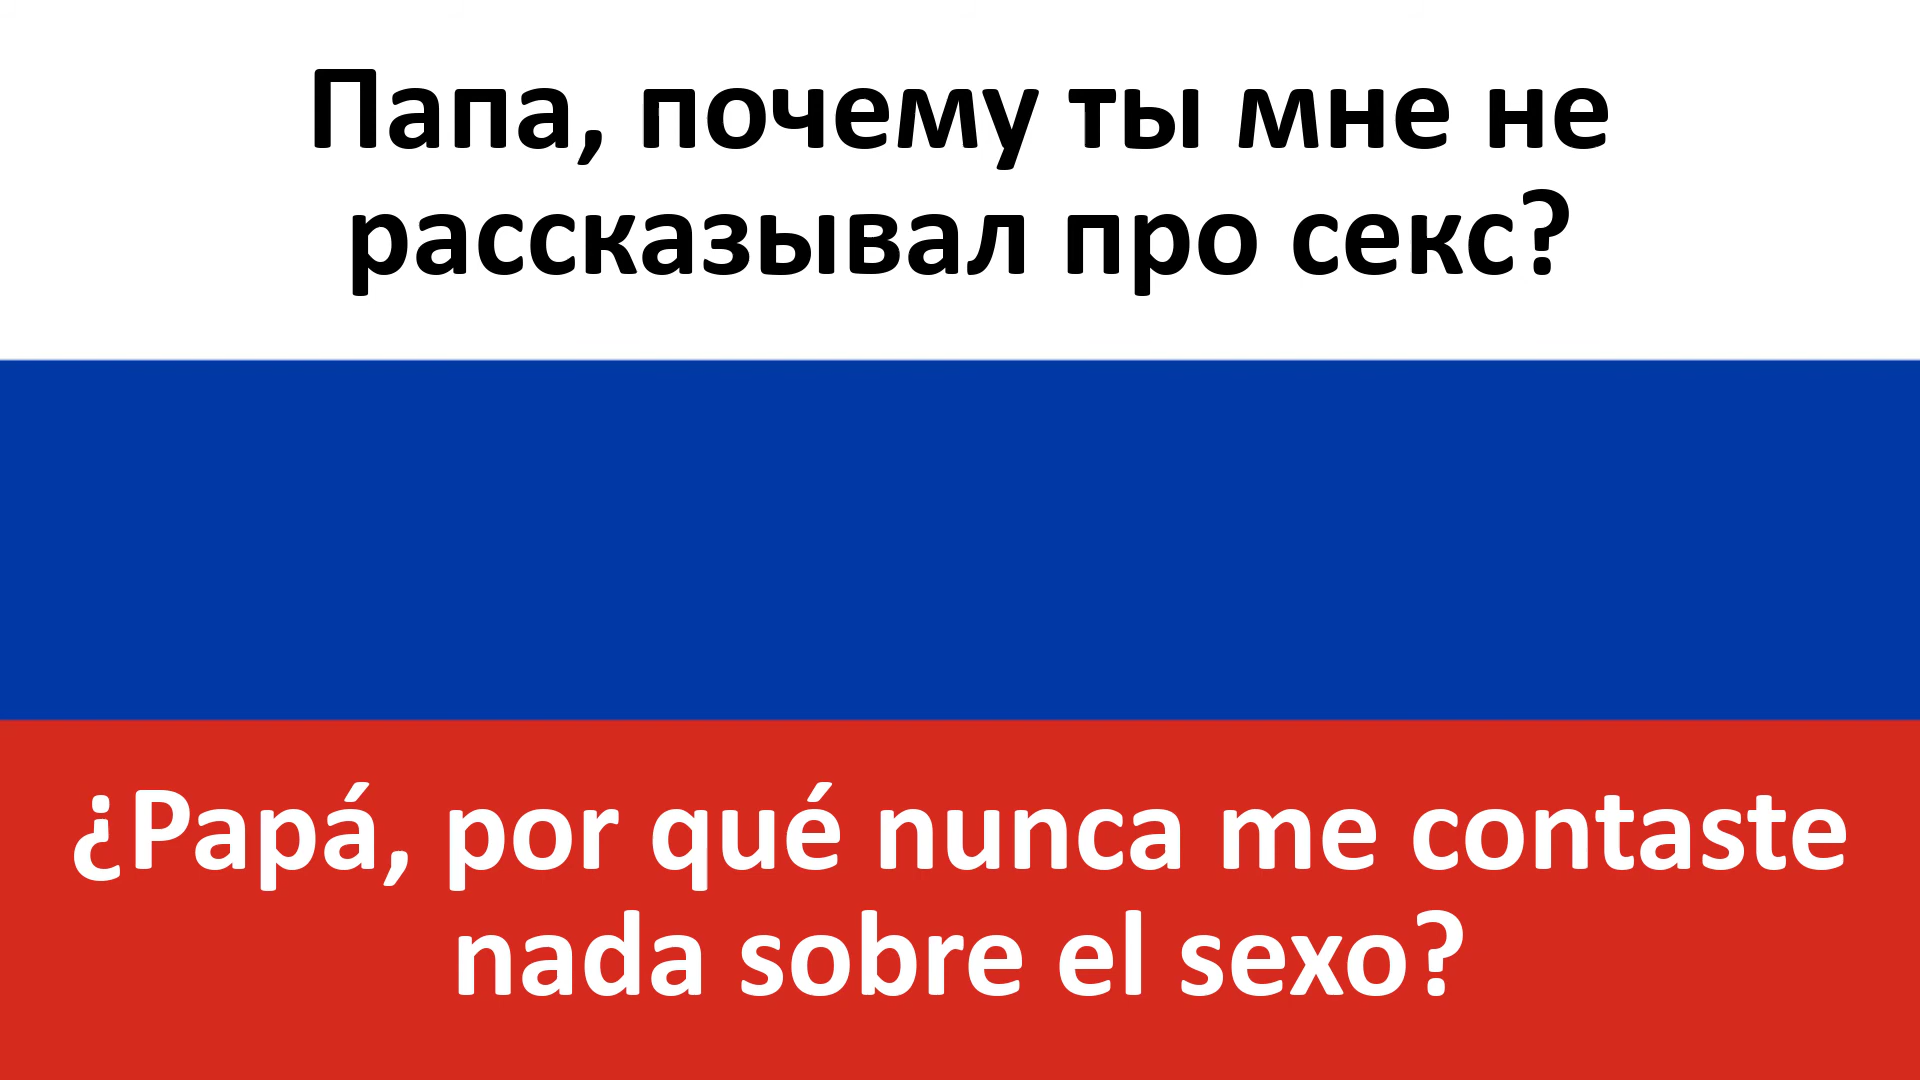 Папа, почему ты мне не
рассказывал про секс?
¿Papá, por qué nunca me contaste
nada sobre el sexo?